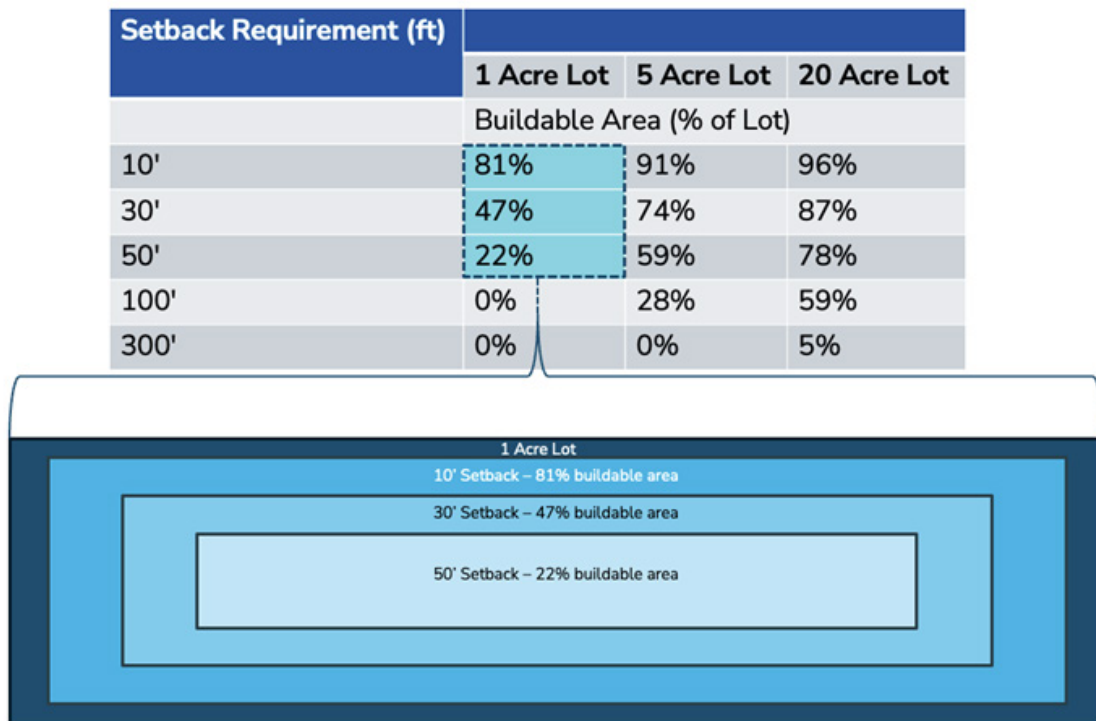 Setback Requirement (ft)
1 Acre Lot 5 Acre Lot 20 Acre Lot
Buildable Area (% of Lot)
10' 81% 91% 96%
30' 47% 74% 87%
50' 22% 59% 78%
100' 0% 28% 59%
300' 0% 0% 5%
1 Acre Lot
10' Setback – 81% buildable area
30' Setback – 47% buildable area
50' Setback – 22% buildable area